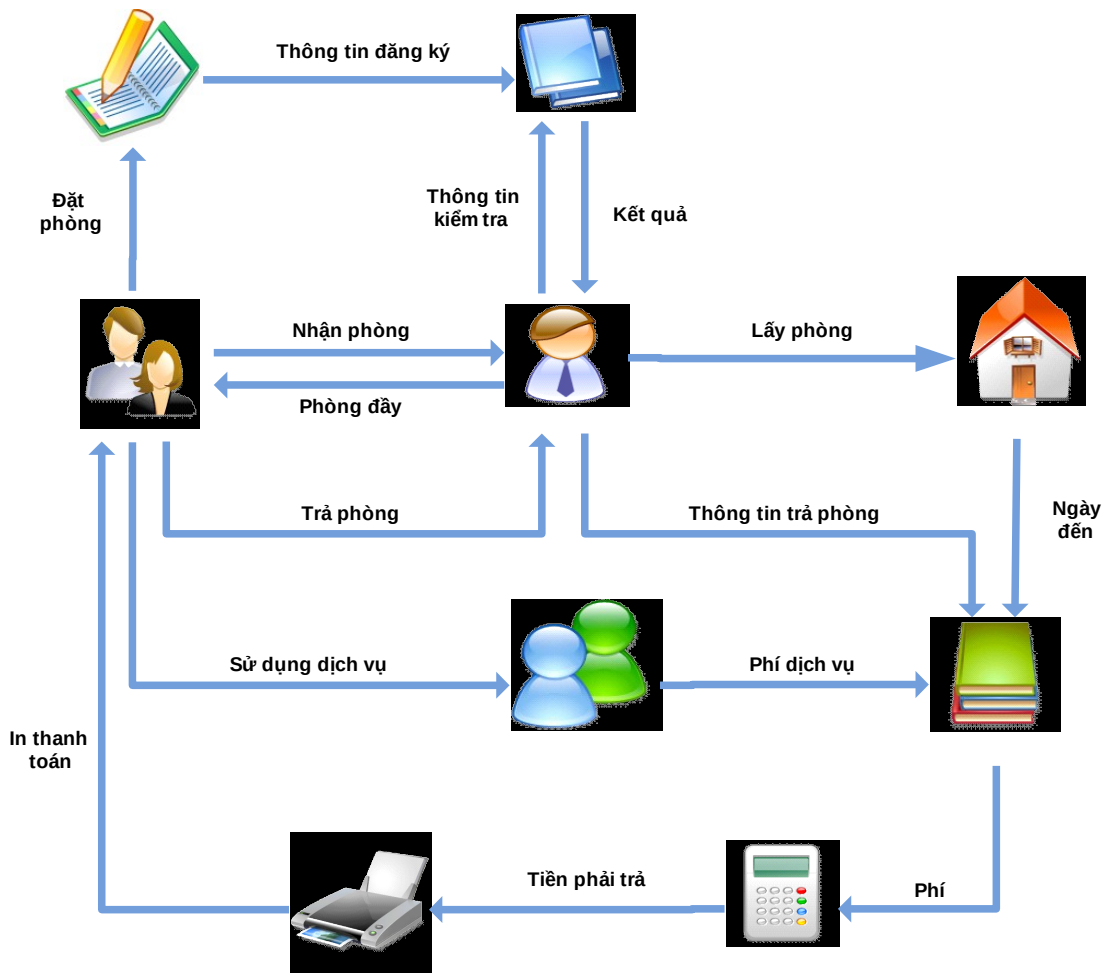 Thông tin đăng ký
Đặt
phòng
Thông tin
kiểm tra
Kết quả
Nhận phòng
Lấy phòng
Phòng đầy
Trả phòng
Thông tin trả phòng
Ngày
đến
Sử dụng dịch vụ
Phí dịch vụ
In thanh
toán
Tiền phải trả
Phí